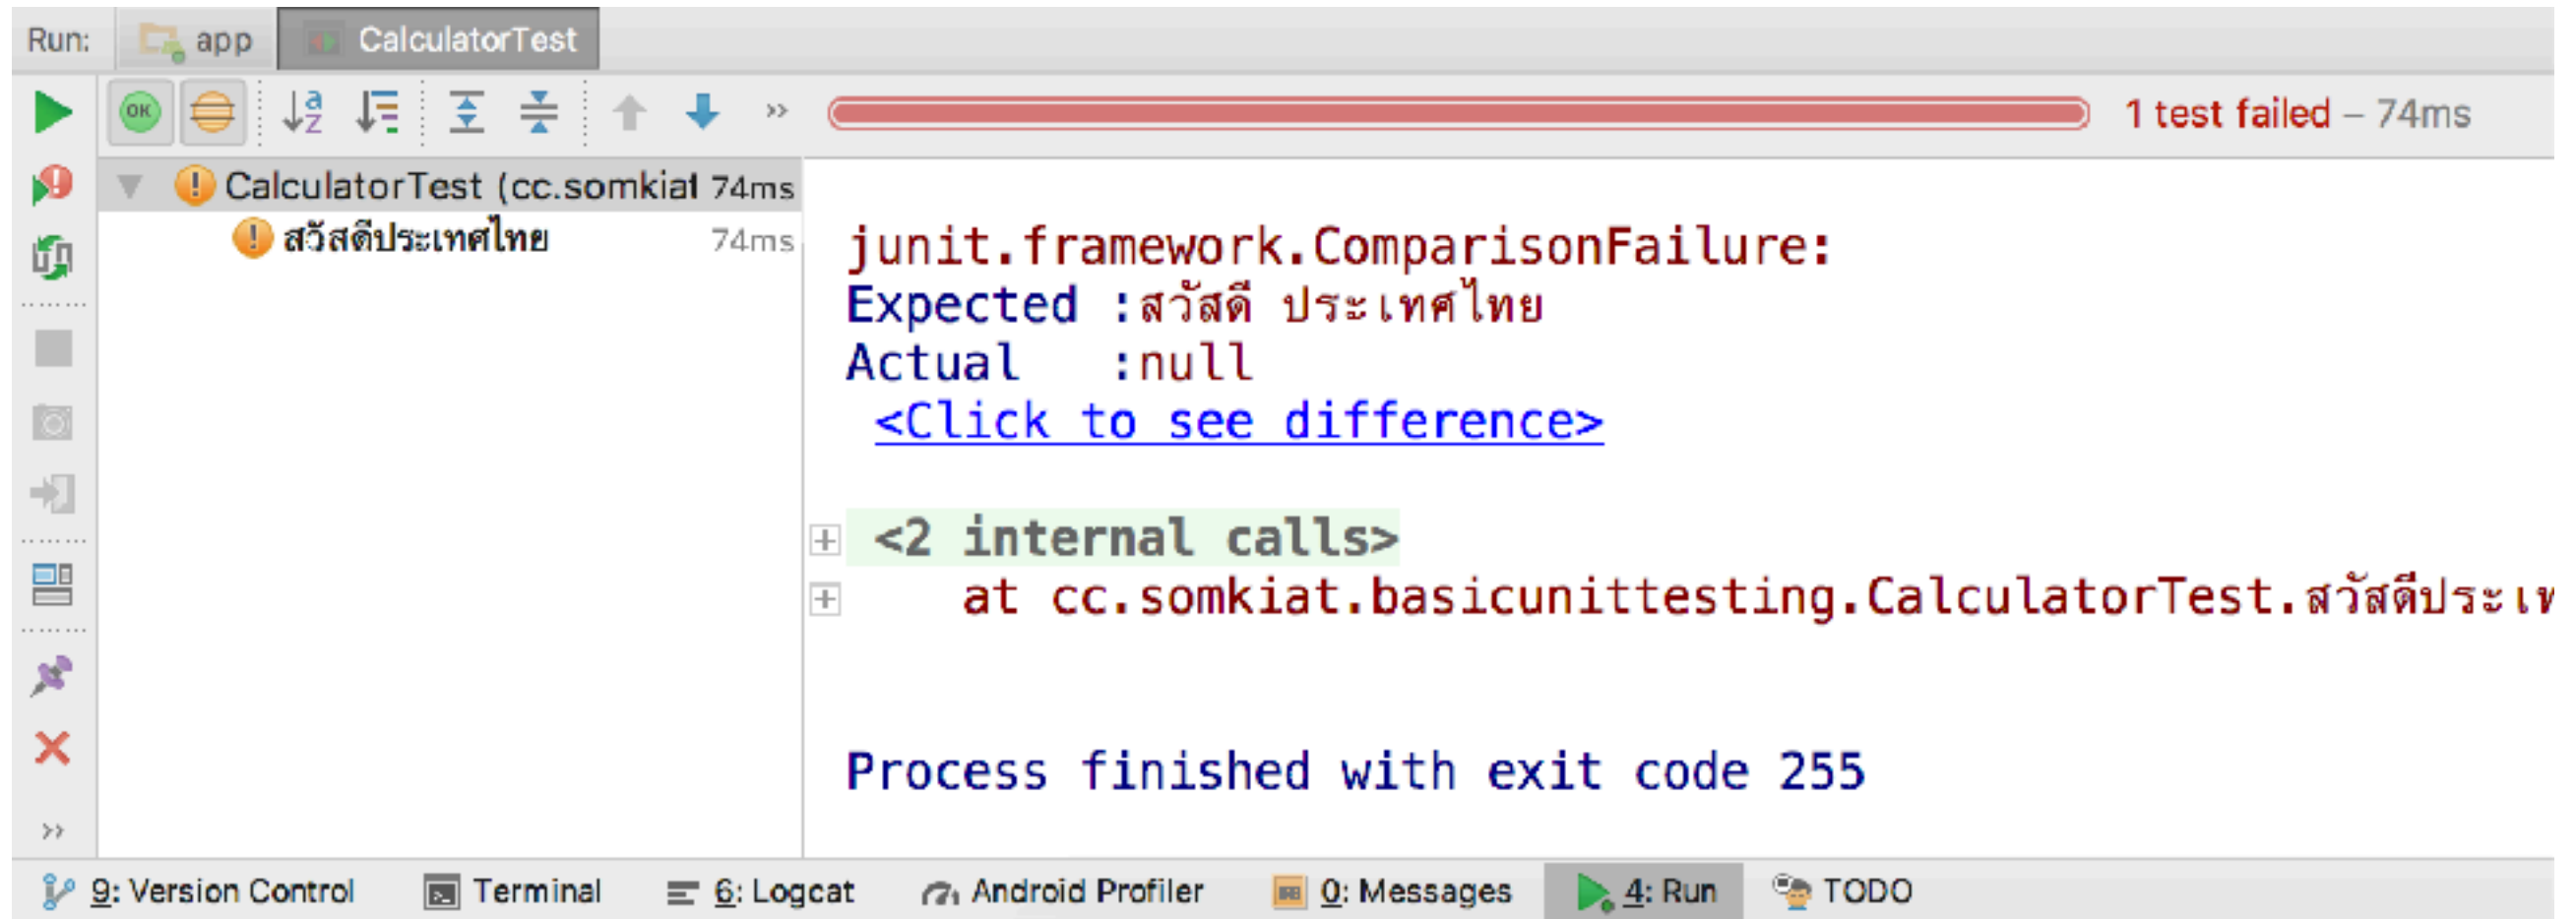 Run: app CalculatorTest
OK a z » 1 test failed – 74ms
CalculatorTest (cc.somkiat 74ms
สวัสดีประเทศไทย 74ms
junit.framework.ComparisonFailure:
Expected :สวัสดี ประเทศไทย
Actual :null
<Click to see difference>
<2 internal calls>
at cc.somkiat.basicunittesting.CalculatorTest.สวัสดีประเ
Process finished with exit code 255
»
9: Version Control Terminal 6: Logcat Android Profiler 0: Messages 4: Run TODO